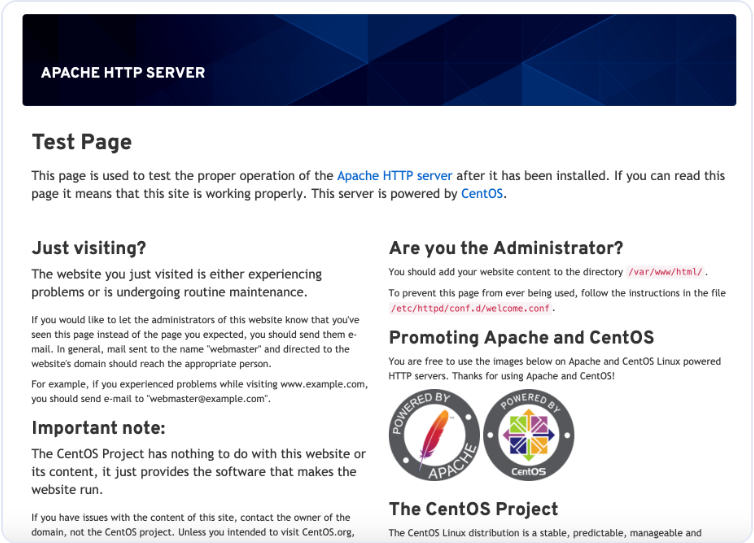 APACHE HTTP SERVER
Test Page
This page is used to test the proper operation of the Apache HTTP server after it has been installed. If you can read this
page it means that this site is working properly. This server is powered by CentOS.
Just visiting?
The website you just visited is either experiencing
problems or is undergoing routine maintenance.
If you would like to let the administrators of this website know that you've
seen this page instead of the page you expected, you should send them e-
mail. In general, mail sent to the name "webmaster" and directed to the
website's domain should reach the appropriate person.
For example, if you experienced problems while visiting www.example.com,
you should send e-mail to "webmaster@example.com".
Important note:
The CentOS Project has nothing to do with this website or
its content, it just provides the software that makes the
website run.
If you have issues with the content of this site, contact the owner of the
domain, not the CentOS project. Unless you intended to visit CentOS.org,
Are you the Administrator?
You should add your website content to the directory /var/www/html/.
To prevent this page from ever being used, follow the instructions in the file
/etc/httpd/conf.d/welcome.conf.
Promoting Apache and CentOS
You are free to use the images below on Apache and CentOS Linux powered
HTTP servers. Thanks for using Apache and CentOS!
POWERED BY
APACHE
POWERED BY
CentOS
The CentOS Project
The CentOS Linux distribution is a stable, predictable, manageable and